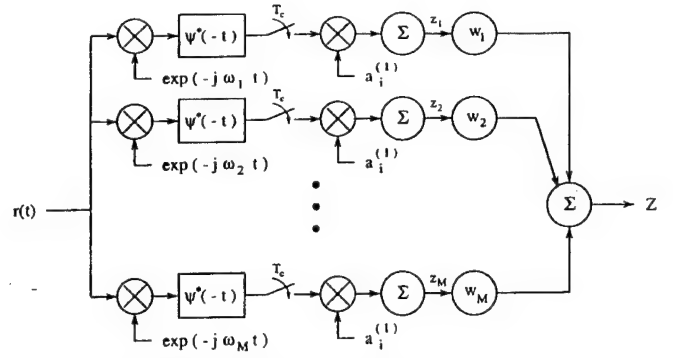 T_c
ψ*(-t) Σ z_1 w_1
exp(-jω_1 t) a_i^(1)
T_c
ψ*(-t) Σ z_2 w_2
exp(-jω_2 t) a_i^(1)
r(t) Σ Z
T_c
ψ*(-t) Σ z_M w_M
exp(-jω_M t) a_i^(1)